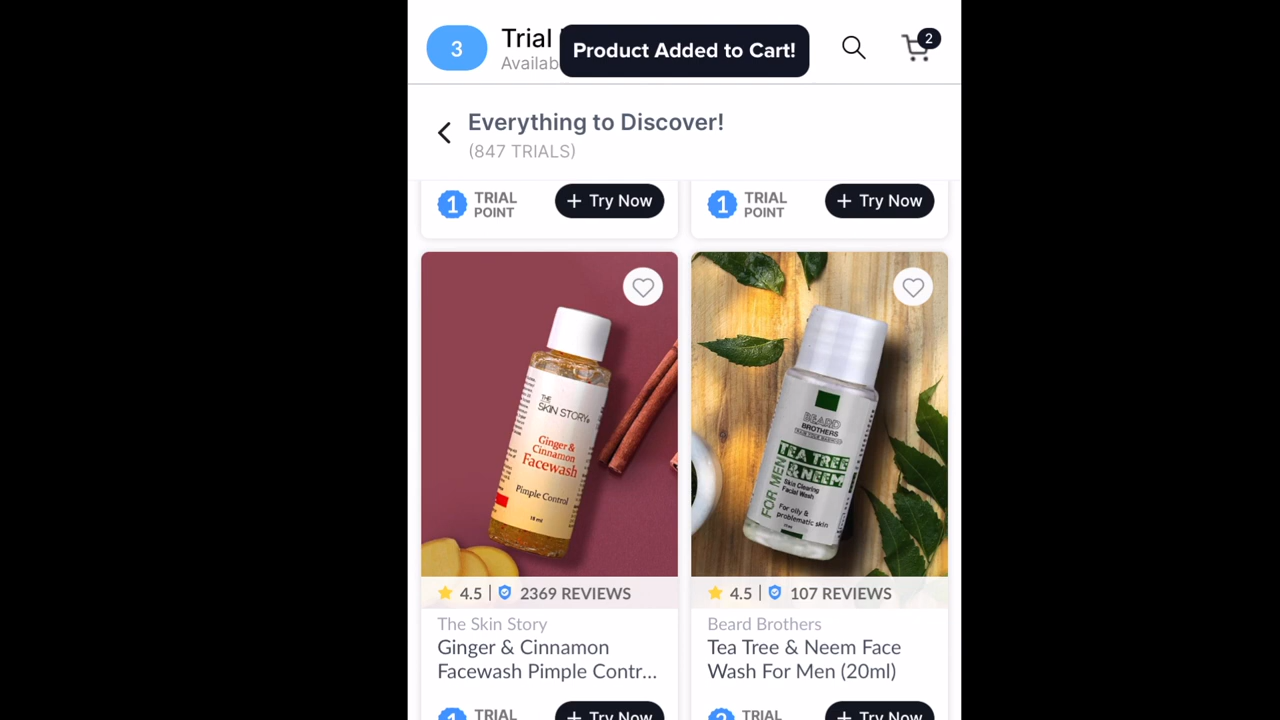 3
Trial
Availab
Product Added to Cart!
2
Everything to Discover!
(847 TRIALS)
1 TRIAL POINT
+ Try Now
1 TRIAL POINT
+ Try Now
THE
SKIN STORY
Ginger &
Cinnamon
Facewash
Pimple Control
18 ml
BEARD
BROTHERS
FOR MEN
TEA TREE
& NEEM
Skin Clearing
Facial Wash
For oily &
problematic skin
4.5 | 2369 REVIEWS
4.5 | 107 REVIEWS
The Skin Story
Ginger & Cinnamon
Facewash Pimple Contr...
Beard Brothers
Tea Tree & Neem Face
Wash For Men (20ml)
1 TRIAL
+ Try Now
2 TRIAL
+ Try Now